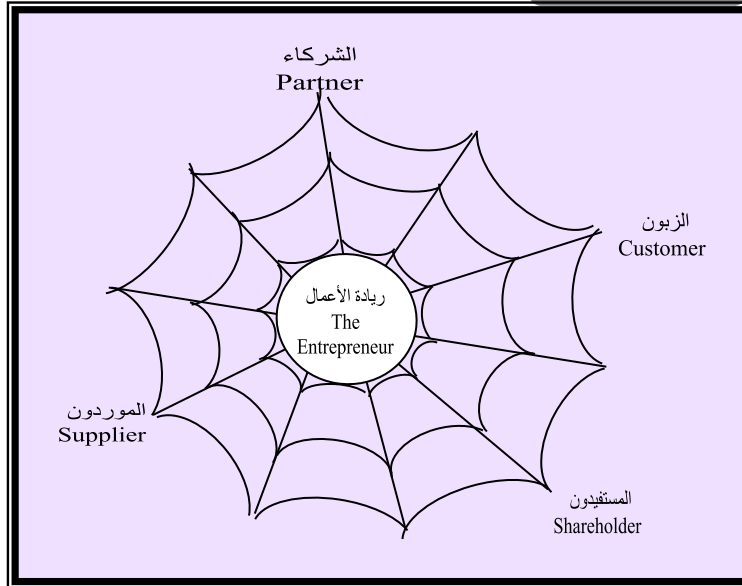 الشركاء
Partner
الزبون
Customer
ريادة الأعمال
The
Entrepreneur
الموردون
Supplier
المستفيدون
Shareholder